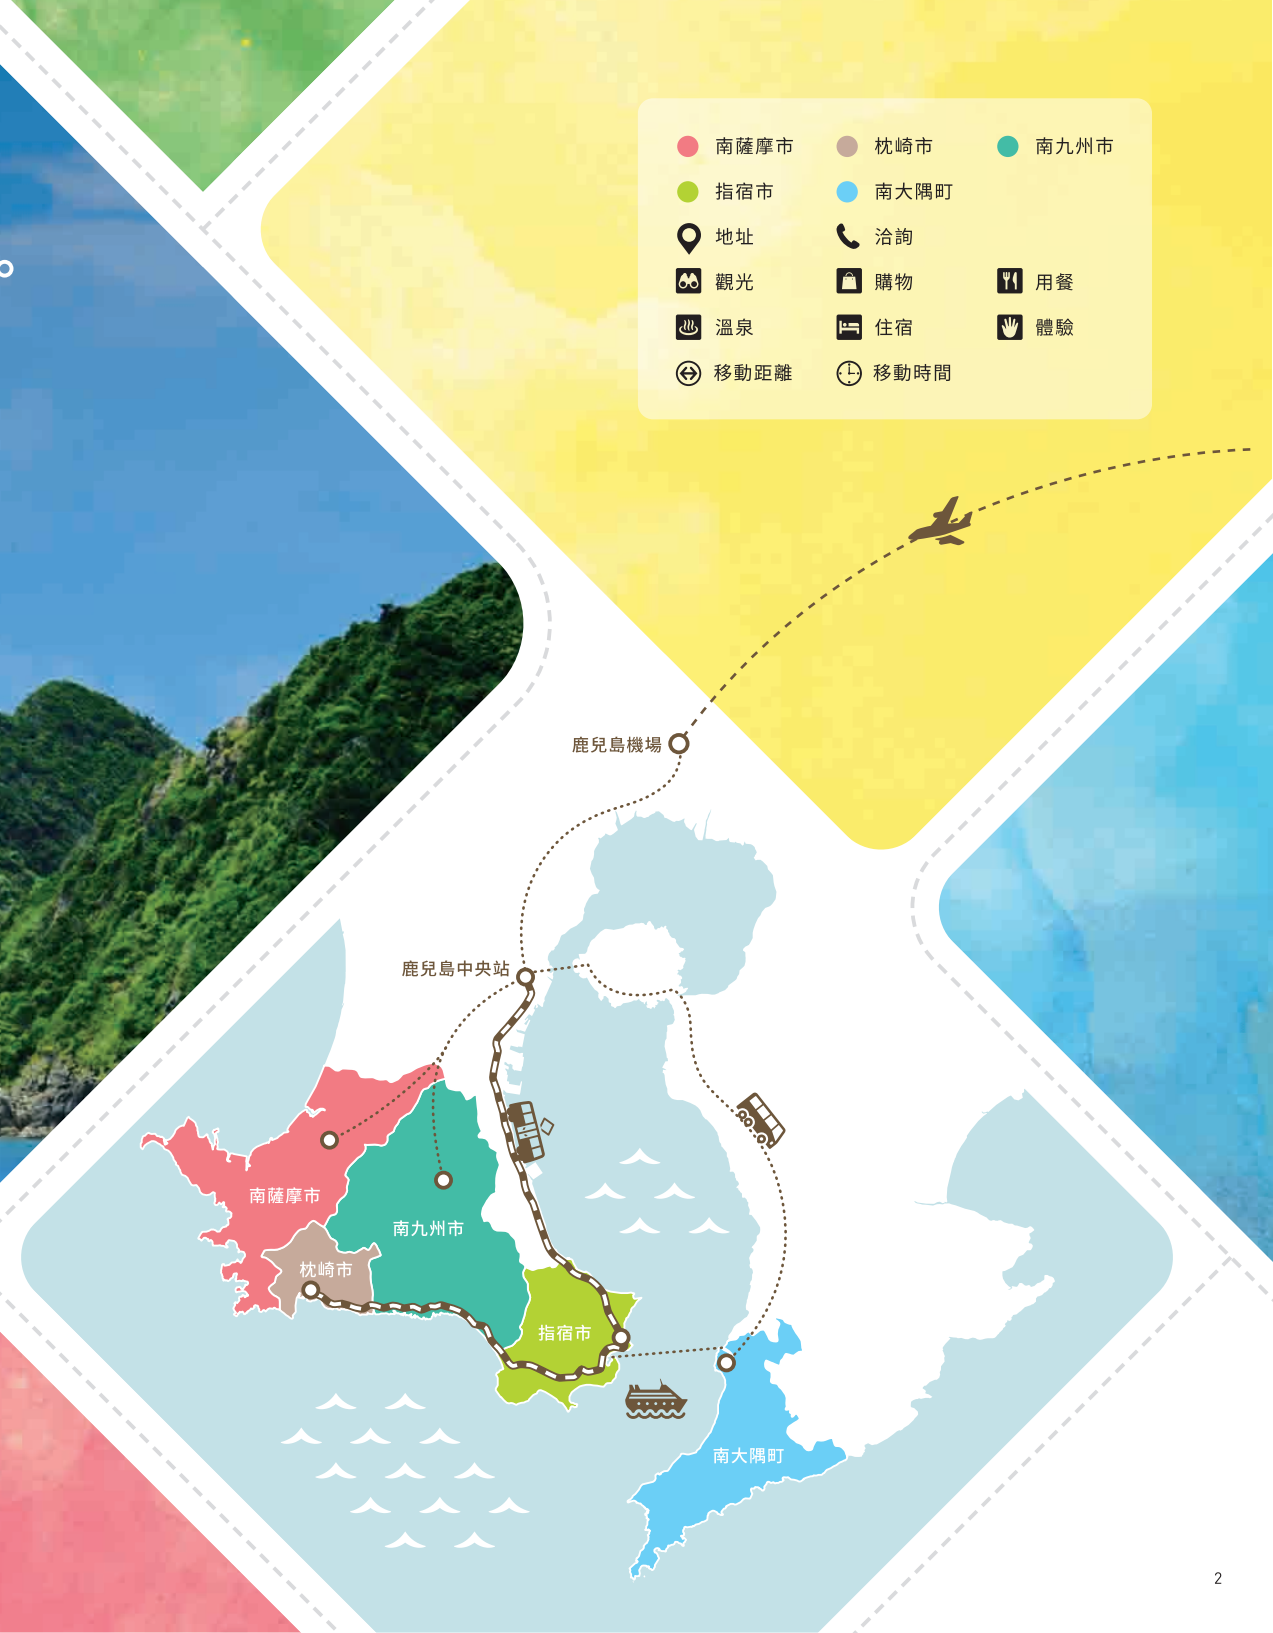 南薩摩市 枕崎市 南九州市
指宿市 南大隅町
地址 洽詢
觀光 購物 用餐
溫泉 住宿 體驗
移動距離 移動時間
鹿兒島機場
鹿兒島中央站
南薩摩市
南九州市
枕崎市
指宿市
南大隅町
2